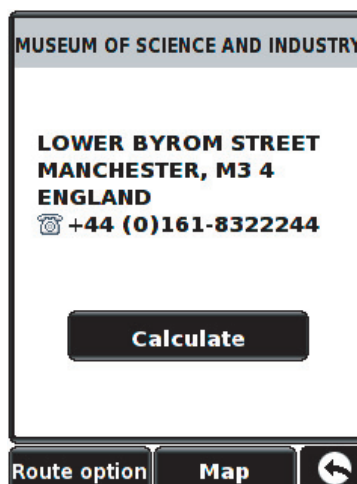 MUSEUM OF SCIENCE AND INDUSTRY
LOWER BYROM STREET
MANCHESTER, M3 4
ENGLAND
☏ +44 (0)161-8322244
Calculate
Route option Map